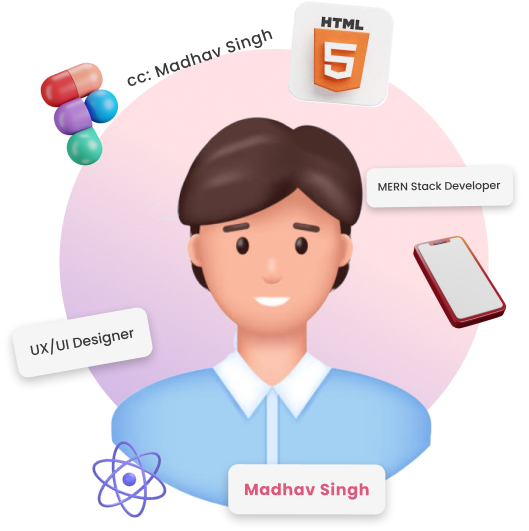 HTML
5
cc: Madhav Singh
MERN Stack Developer
UX/UI Designer
Madhav Singh